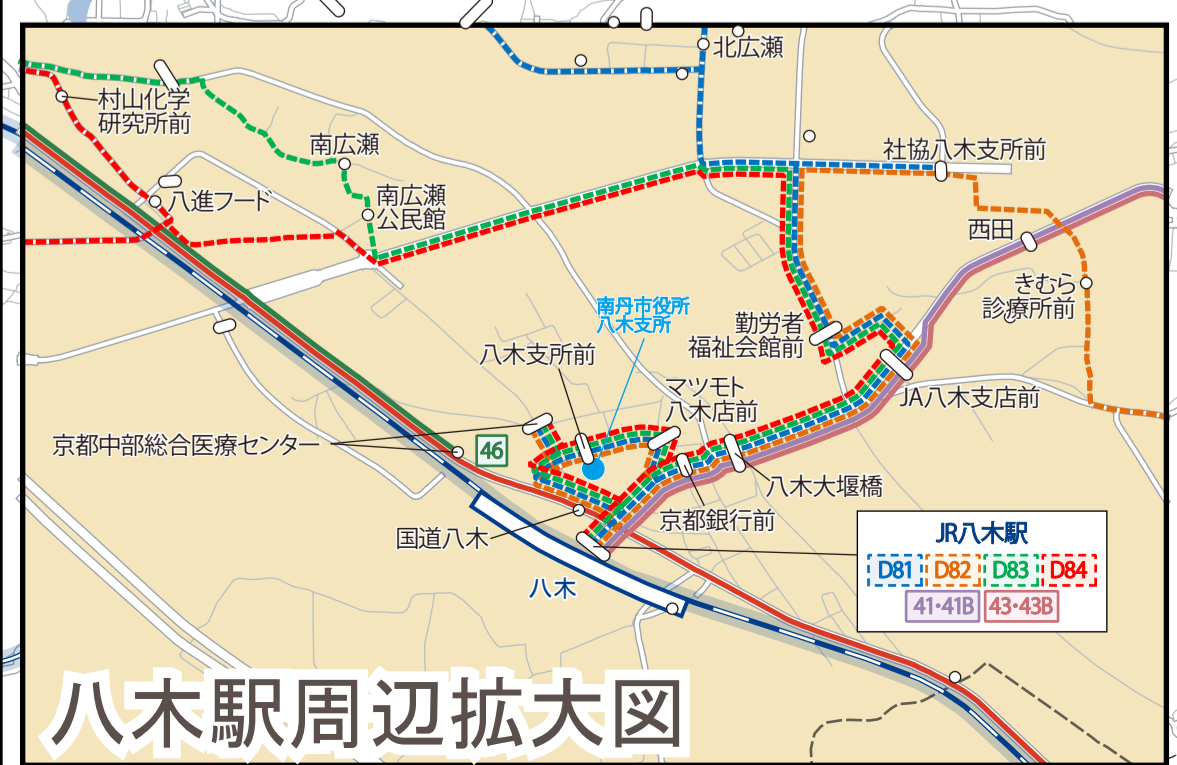 北広瀬
村山化学
研究所前
南広瀬
社協八木支所前
八進フード
南広瀬
公民館
西田
きむら
診療所前
南丹市役所
八木支所
勤労者
福祉会館前
八木支所前
マツモト
八木店前
JA八木支店前
京都中部総合医療センター
46
八木大堰橋
京都銀行前
国道八木
JR八木駅
D81 D82 D83 D84
41・41B 43・43B
八木
八木駅周辺拡大図